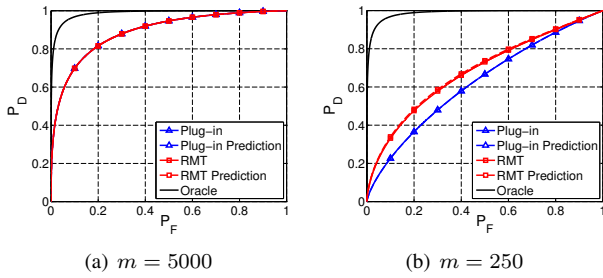 1
0.8
0.6
0.4
0.2
0
P_D
0 0.2 0.4 0.6 0.8 1
P_F
Plug-in
Plug-in Prediction
RMT
RMT Prediction
Oracle
(a) m = 5000
1
0.8
0.6
0.4
0.2
0
P_D
0.2 0.4 0.6 0.8 1
P_F
Plug-in
Plug-in Prediction
RMT
RMT Prediction
Oracle
(b) m = 250